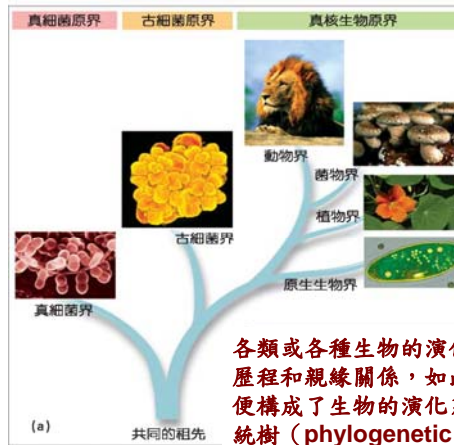 真細菌原界 古細菌原界 真核生物原界
動物界
菌物界
植物界
古細菌界
原生生物界
真細菌界
各類或各種生物的演
歷程和親緣關係，如
便構成了生物的演化
統樹（phylogenetic
(a)
共同的祖先